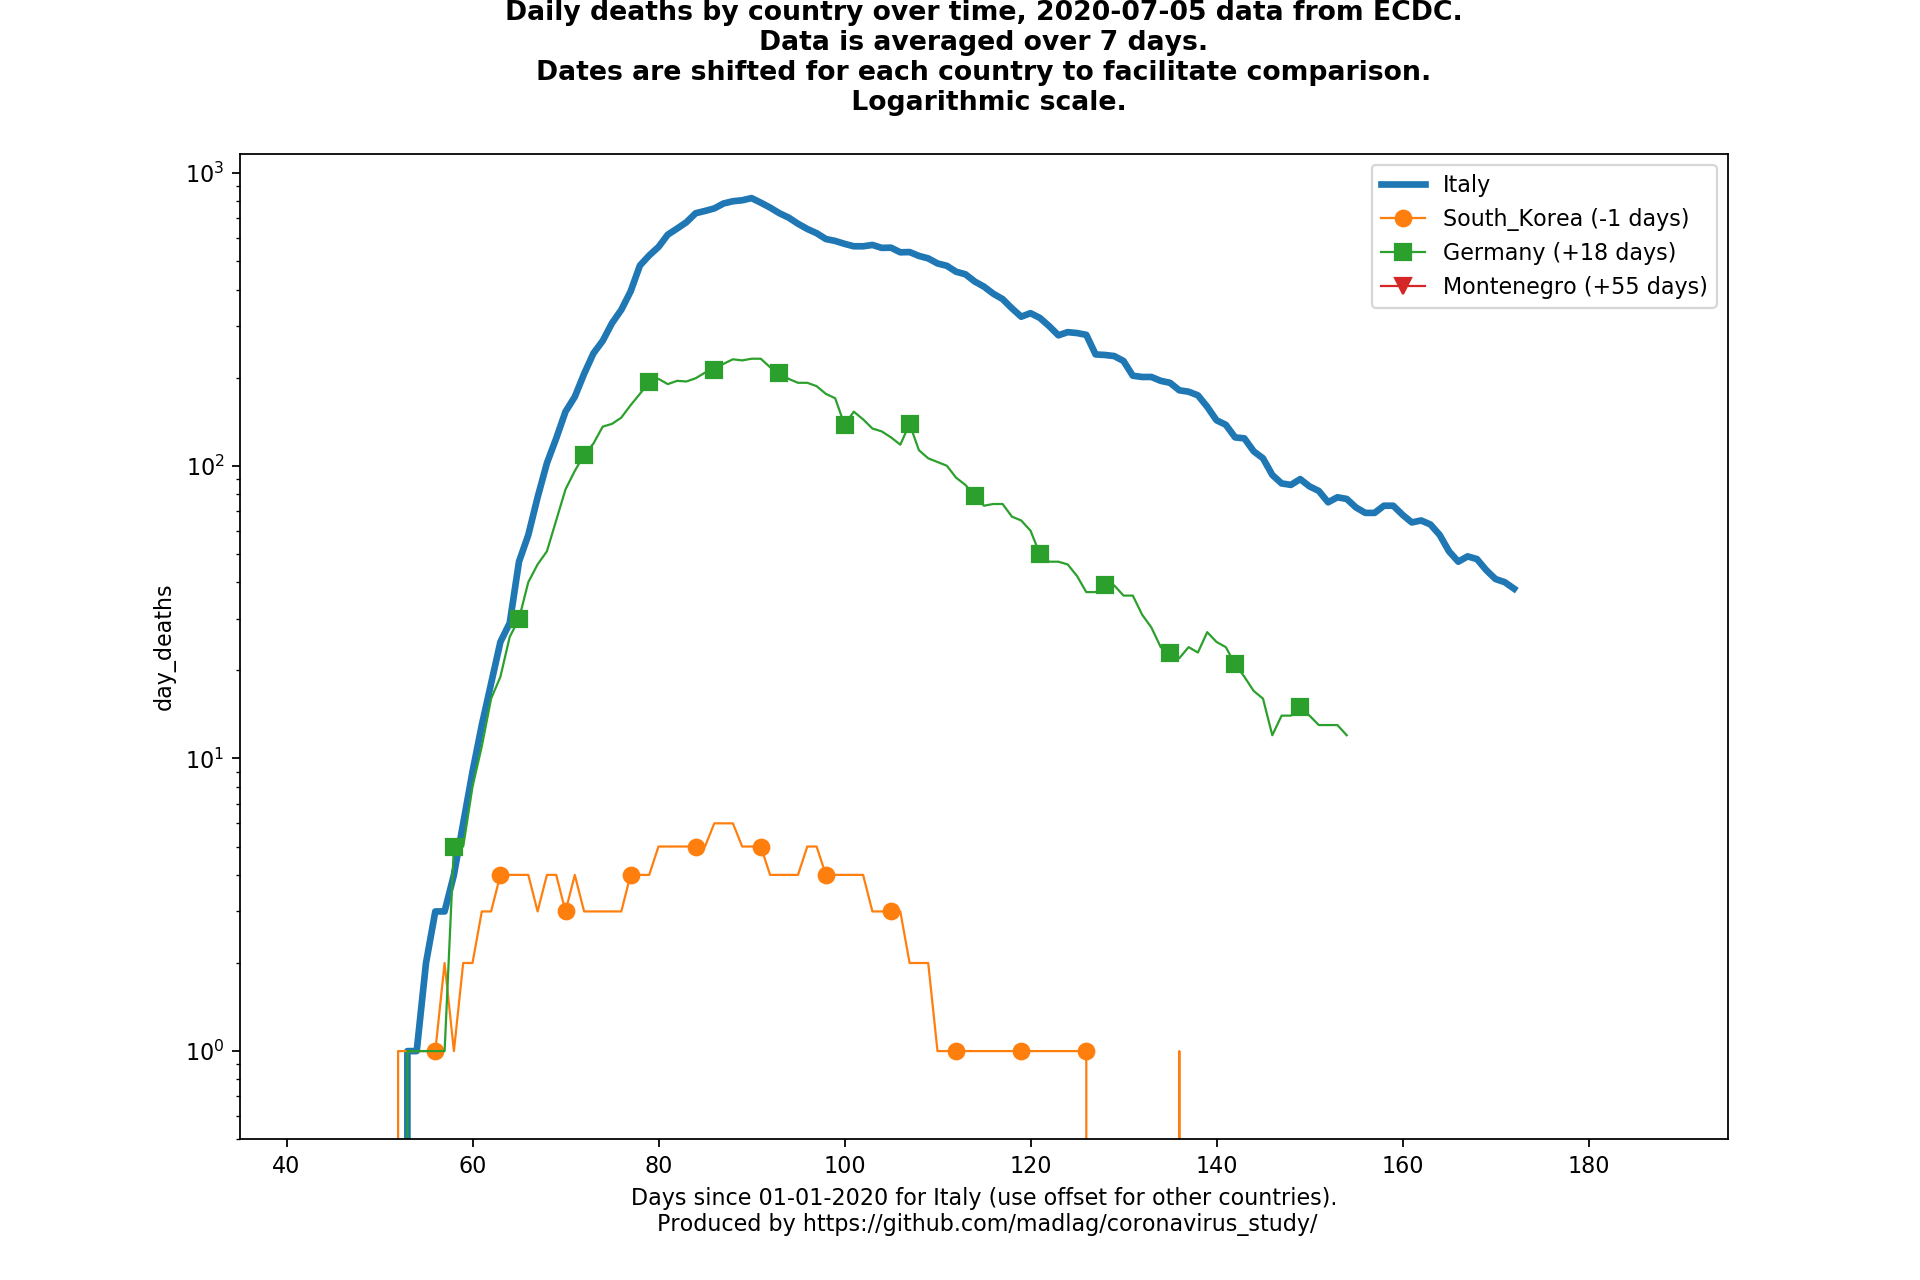 Daily deaths by country over time, 2020-07-05 data from ECDC.
Data is averaged over 7 days.
Dates are shifted for each country to facilitate comparison.
Logarithmic scale.
10³
10²
10¹
10⁰
day_deaths
Italy
South_Korea (-1 days)
Germany (+18 days)
Montenegro (+55 days)
40 60 80 100 120 140 160 180
Days since 01-01-2020 for Italy (use offset for other countries).
Produced by https://github.com/madlag/coronavirus_study/